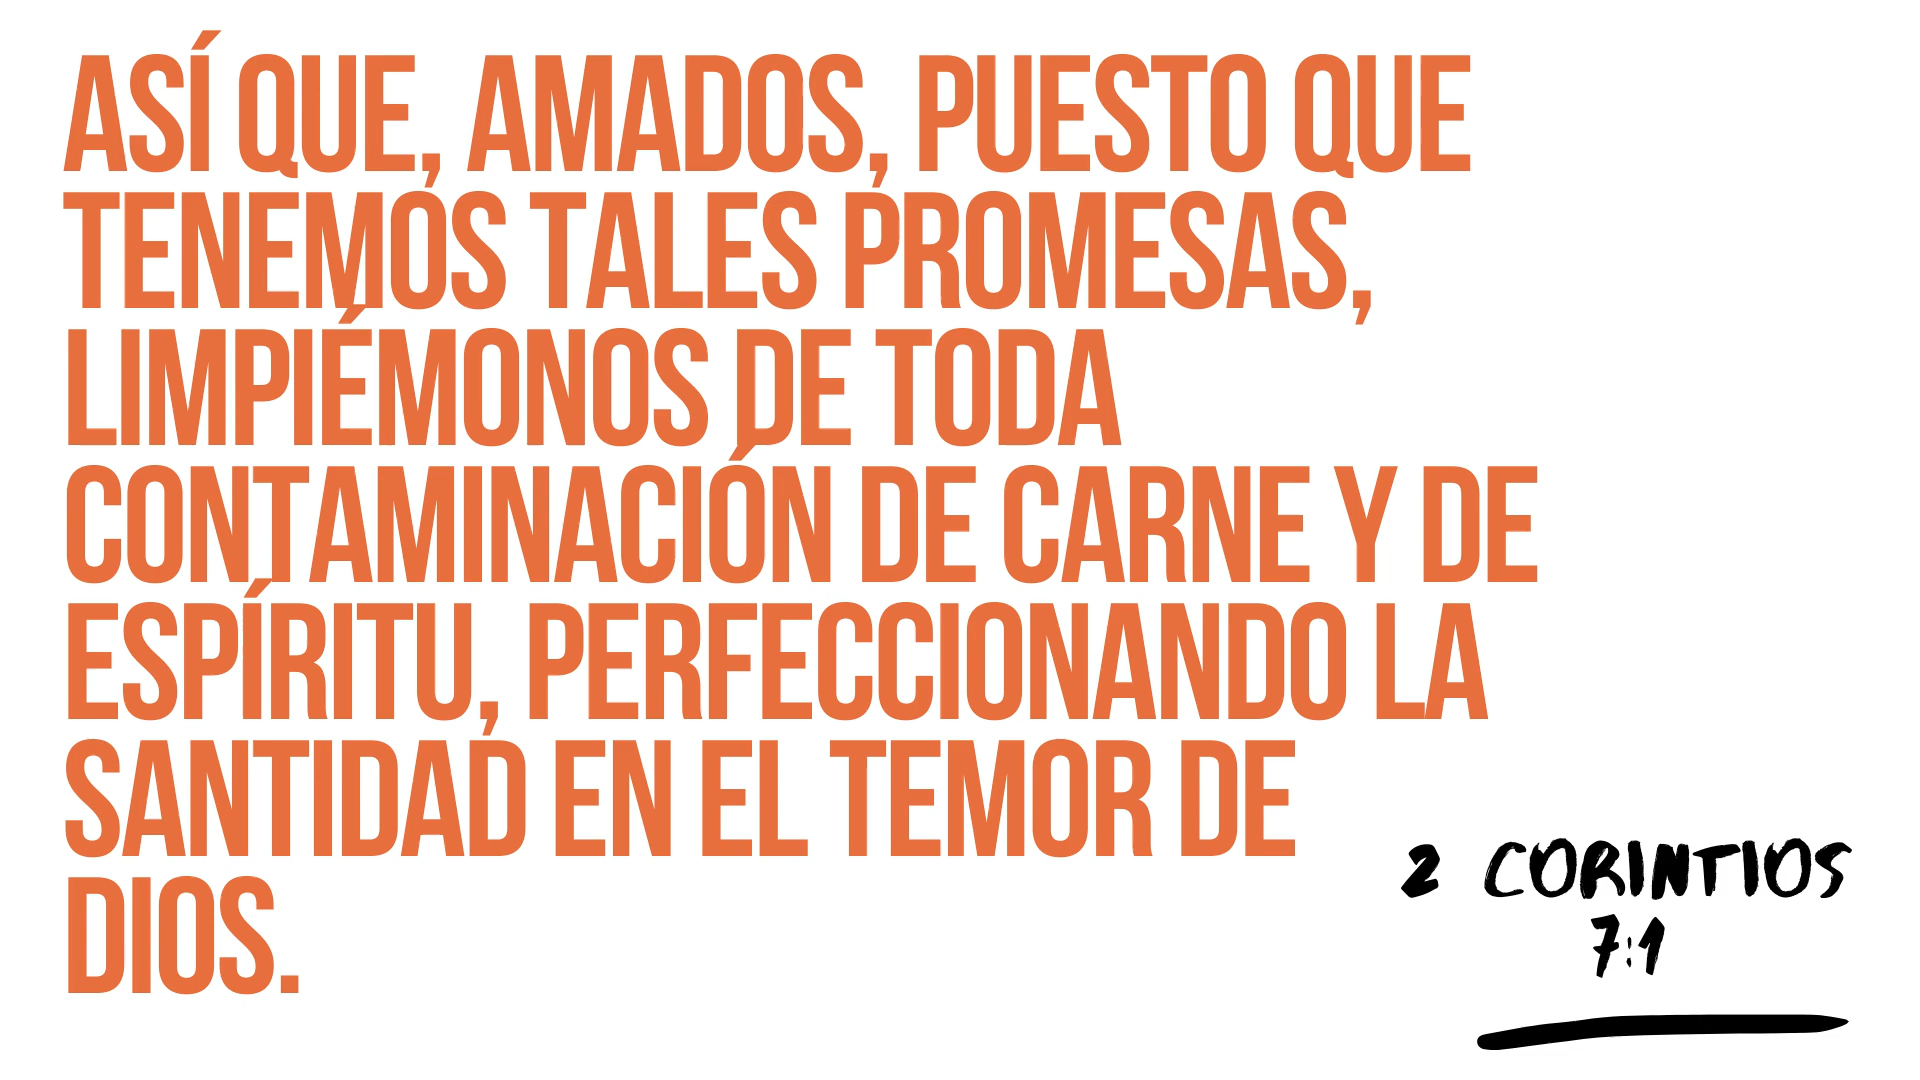 ASÍ QUE, AMADOS, PUESTO QUE
TENEMOS TALES PROMESAS,
LIMPIÉMONOS DE TODA
CONTAMINACIÓN DE CARNE Y DE
ESPÍRITU, PERFECCIONANDO LA
SANTIDAD EN EL TEMOR DE
DIOS.
2 CORINTIOS
7:1